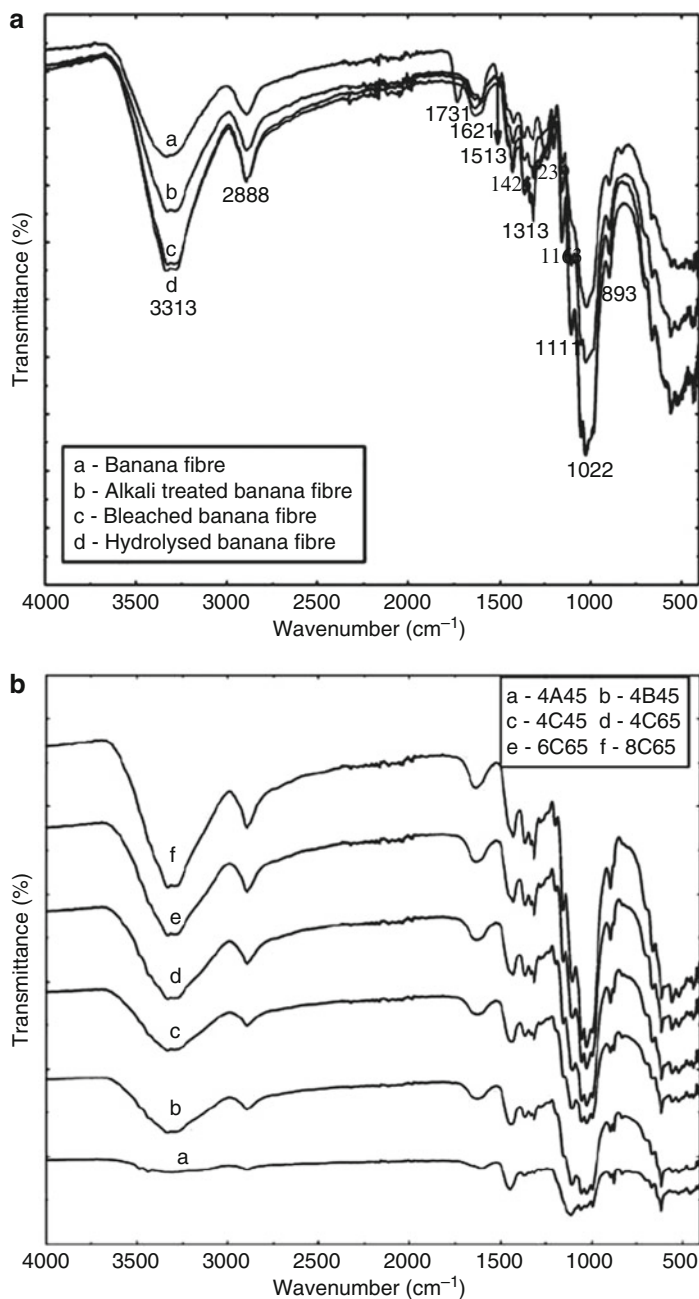 a
Transmittance (%)
a
b
c
d
3313
2888
1731
1621
1513
1313
1163
1111
1022
893
a - Banana fibre
b - Alkali treated banana fibre
c - Bleached banana fibre
d - Hydrolysed banana fibre
4000 3500 3000 2500 2000 1500 1000 500
Wavenumber (cm⁻¹)
b
Transmittance (%)
a - 4A45 b - 4B45
c - 4C45 d - 4C65
e - 6C65 f - 8C65
f
e
d
c
b
a
4000 3500 3000 2500 2000 1500 1000 500
Wavenumber (cm⁻¹)